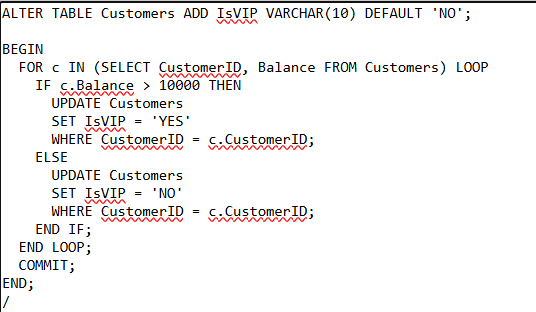 ALTER TABLE Customers ADD IsVIP VARCHAR(10) DEFAULT 'NO';

BEGIN
  FOR c IN (SELECT CustomerID, Balance FROM Customers) LOOP
    IF c.Balance > 10000 THEN
      UPDATE Customers
      SET IsVIP = 'YES'
      WHERE CustomerID = c.CustomerID;
    ELSE
      UPDATE Customers
      SET IsVIP = 'NO'
      WHERE CustomerID = c.CustomerID;
    END IF;
  END LOOP;
  COMMIT;
END;
/